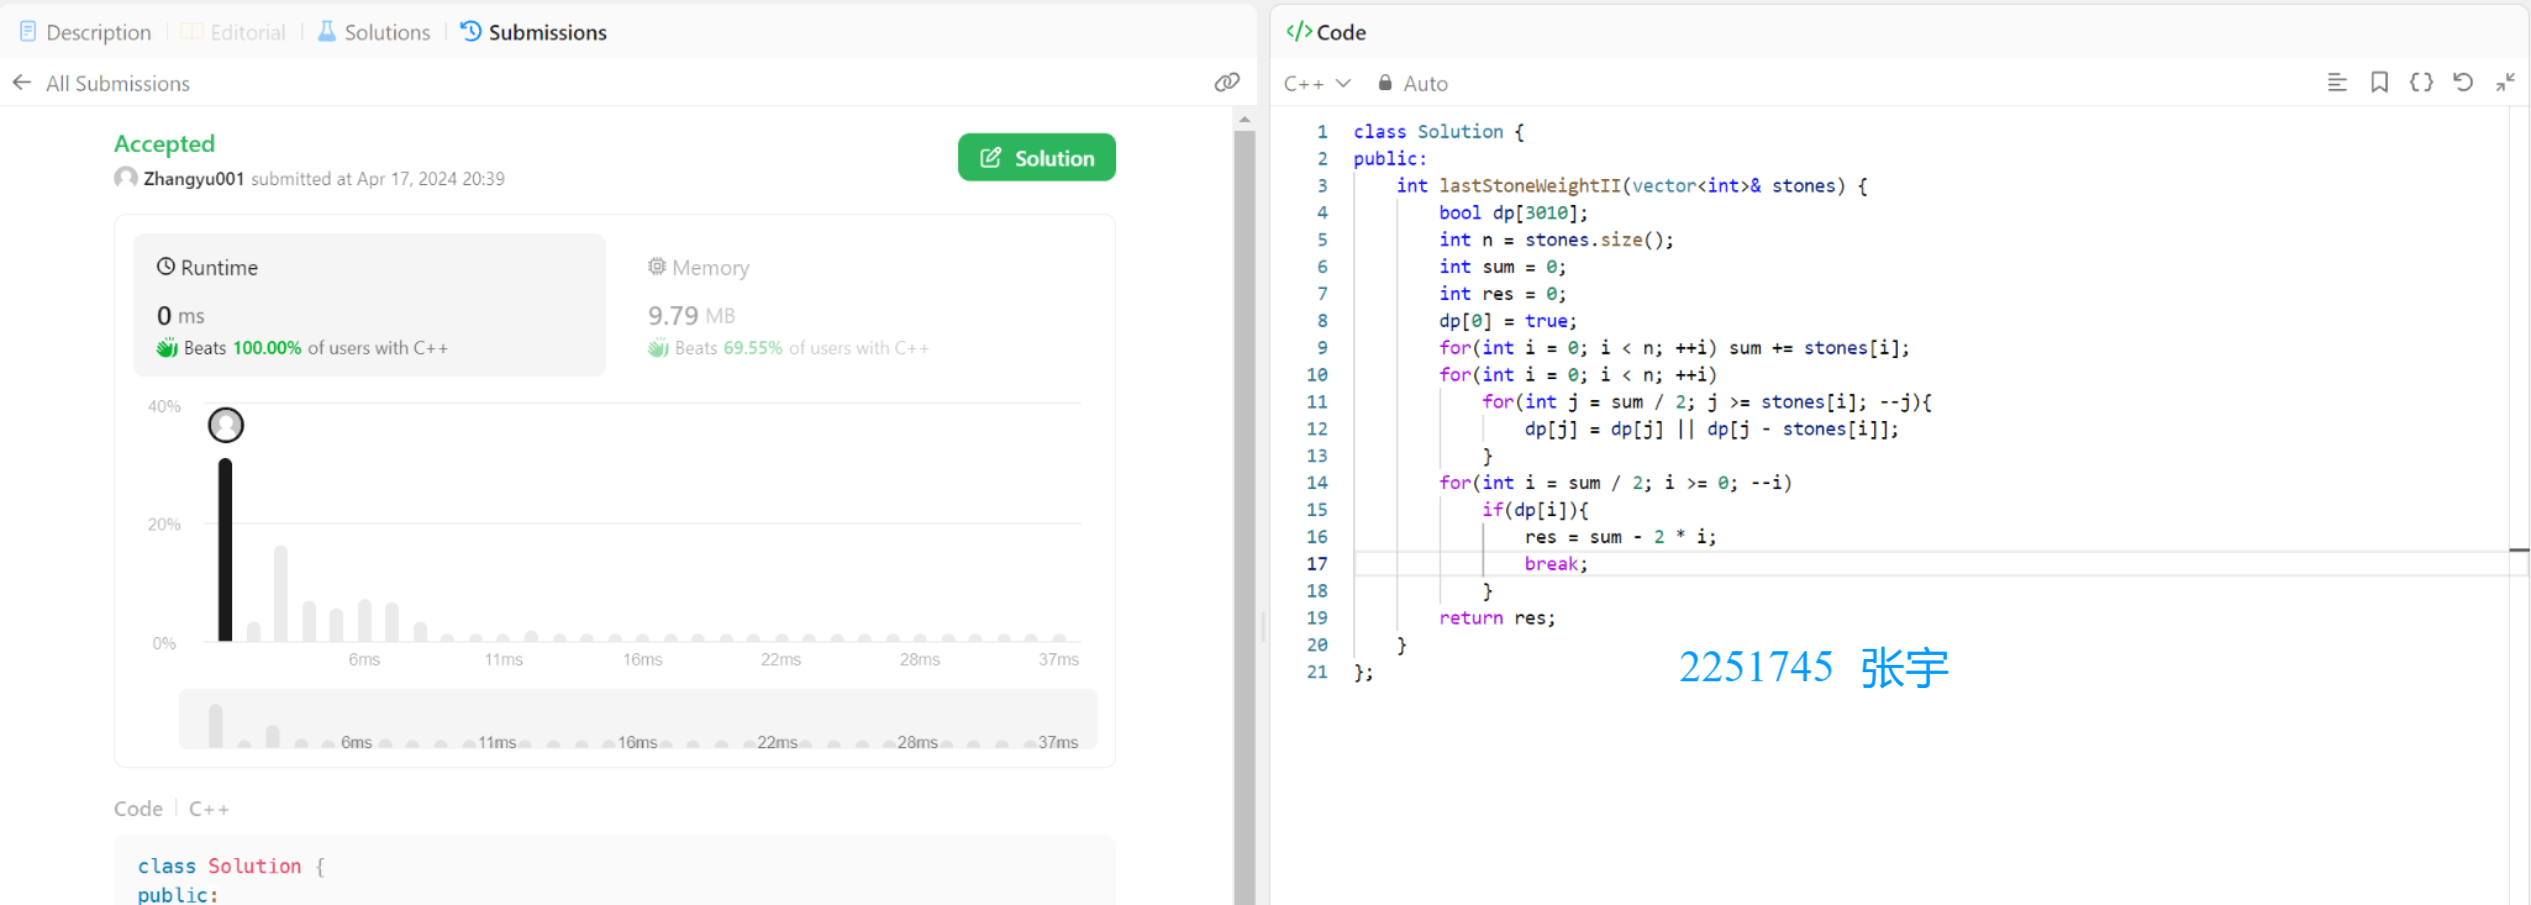 Description | Editorial | Solutions | Submissions
All Submissions
Accepted
Zhangyu001 submitted at Apr 17, 2024 20:39
Solution
Runtime
0 ms
Beats 100.00% of users with C++
Memory
9.79 MB
Beats 69.55% of users with C++
40%
20%
0%
6ms 11ms 16ms 22ms 28ms 37ms
6ms 11ms 16ms 22ms 28ms 37ms
Code | C++
class Solution {
public:
</> Code
C++ Auto
1 class Solution {
2 public:
3     int lastStoneWeightII(vector<int>& stones) {
4         bool dp[3010];
5         int n = stones.size();
6         int sum = 0;
7         int res = 0;
8         dp[0] = true;
9         for(int i = 0; i < n; ++i) sum += stones[i];
10         for(int i = 0; i < n; ++i)
11             for(int j = sum / 2; j >= stones[i]; --j){
12                 dp[j] = dp[j] || dp[j - stones[i]];
13             }
14         for(int i = sum / 2; i >= 0; --i)
15             if(dp[i]){
16                 res = sum - 2 * i;
17                 break;
18             }
19         return res;
20     }
21 };
2251745 张宇